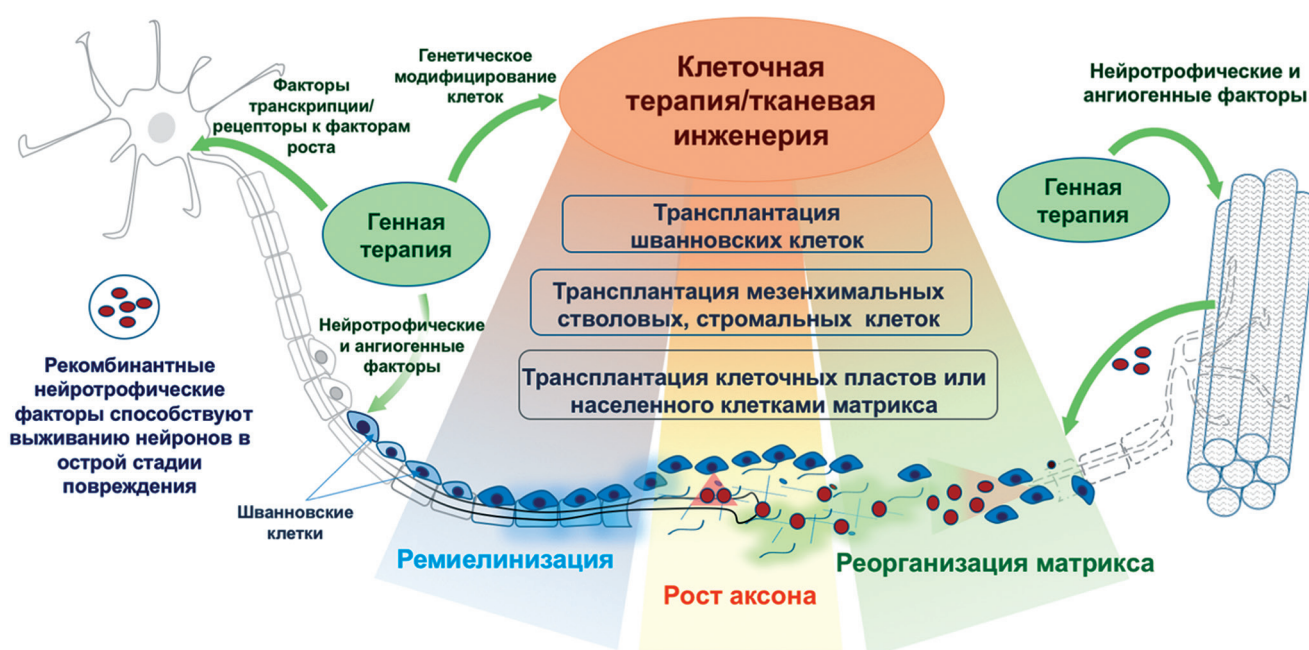 Генетическое
модифицирование
клеток
Факторы
транскрипции/
рецепторы к факторам
роста
Генная
терапия
Нейротрофические
и ангиогенные
факторы
Рекомбинантные
нейротрофические
факторы способствуют
выживанию нейронов в
острой стадии
повреждения
Шванновские
клетки
Клеточная
терапия/тканевая
инженерия
Трансплантация
шванновских клеток
Трансплантация мезенхимальных
стволовых, стромальных клеток
Трансплантация клеточных пластов или
населенного клетками матрикса
Нейротрофические и
ангиогенные факторы
Генная
терапия
Ремиелинизация
Рост аксона
Реорганизация матрикса